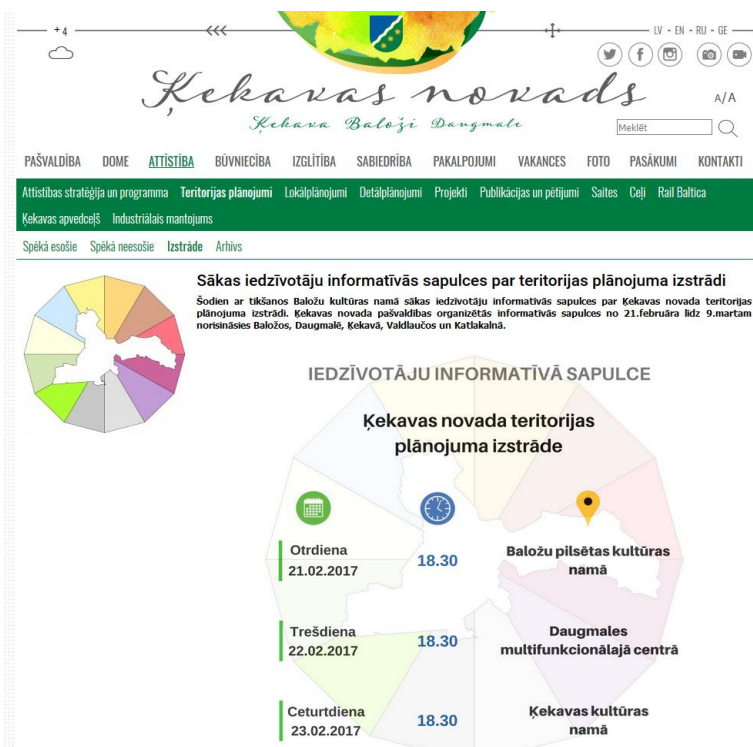 +4
LV - EN - RU - GE
Ķekavas novads
A/A
Ķekava Baloži Daugmale
Meklēt
PAŠVALDĪBA DOME ATTĪSTĪBA BŪVNIECĪBA IZGLĪTĪBA SABIEDRĪBA PAKALPOJUMI VAKANCES FOTO PASĀKUMI KONTAKTI
Attīstības stratēģija un programma Teritorijas plānojumi Lokālplānojumi Detālplānojumi Projekti Publikācijas un pētījumi Saites Ceļi Rail Baltica
Ķekavas apvedceļš Industriālais mantojums
Spēkā esošie Spēkā neesošie Izstrāde Arhīvs
Sākas iedzīvotāju informatīvās sapulces par teritorijas plānojuma izstrādi
Šodien ar tikšanos Baložu kultūras namā sākas iedzīvotāju informatīvās sapulces par Ķekavas novada teritorijas
plānojuma izstrādi. Ķekavas novada pašvaldības organizētās informatīvās sapulces no 21.februāra līdz 9.martam
norisināsies Baložos, Daugmalē, Ķekavā, Valdlaučos un Katlakalnā.
IEDZĪVOTĀJU INFORMATĪVĀ SAPULCE
Ķekavas novada teritorijas
plānojuma izstrāde
Otrdiena
21.02.2017
18.30
Baložu pilsētas kultūras
namā
Trešdiena
22.02.2017
18.30
Daugmales
multifunkcionālajā centrā
Ceturtdiena
23.02.2017
18.30
Ķekavas kultūras
namā